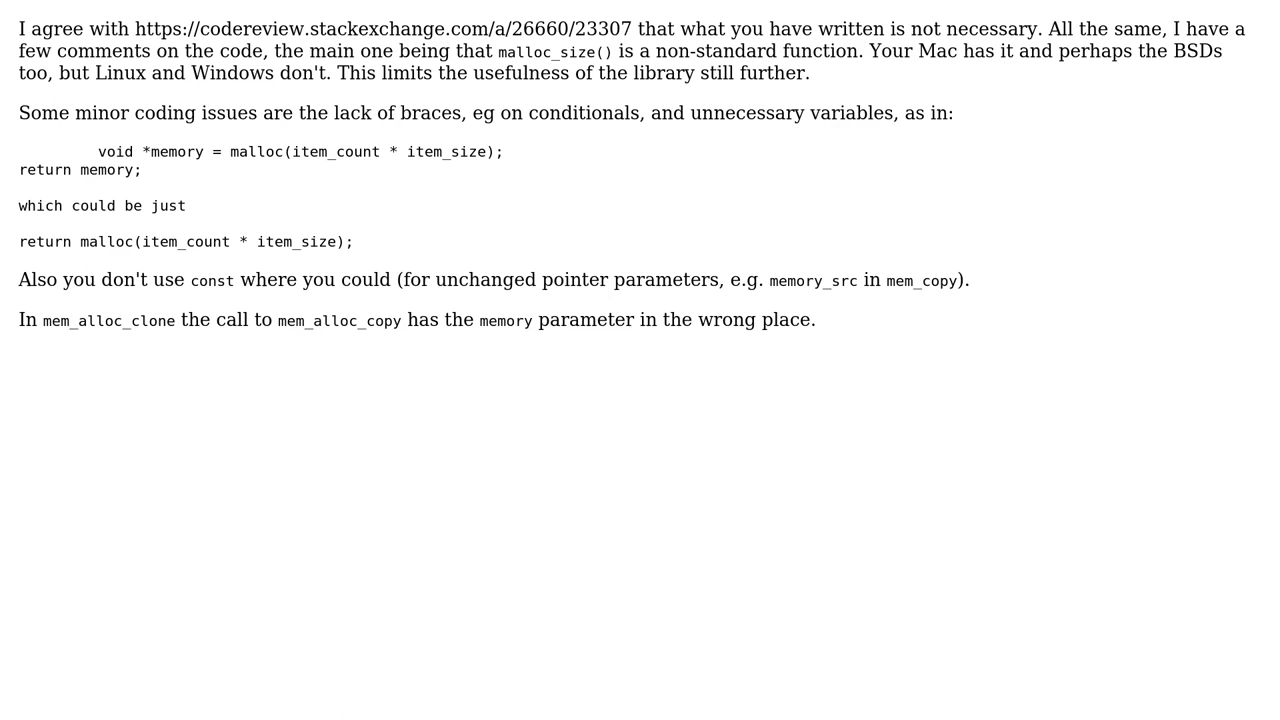 I agree with https://codereview.stackexchange.com/a/26660/23307 that what you have written is not necessary. All the same, I have a
few comments on the code, the main one being that malloc_size() is a non-standard function. Your Mac has it and perhaps the BSDs
too, but Linux and Windows don't. This limits the usefulness of the library still further.
Some minor coding issues are the lack of braces, eg on conditionals, and unnecessary variables, as in:
void *memory = malloc(item_count * item_size);
return memory;
which could be just
return malloc(item_count * item_size);
Also you don't use const where you could (for unchanged pointer parameters, e.g. memory_src in mem_copy).
In mem_alloc_clone the call to mem_alloc_copy has the memory parameter in the wrong place.